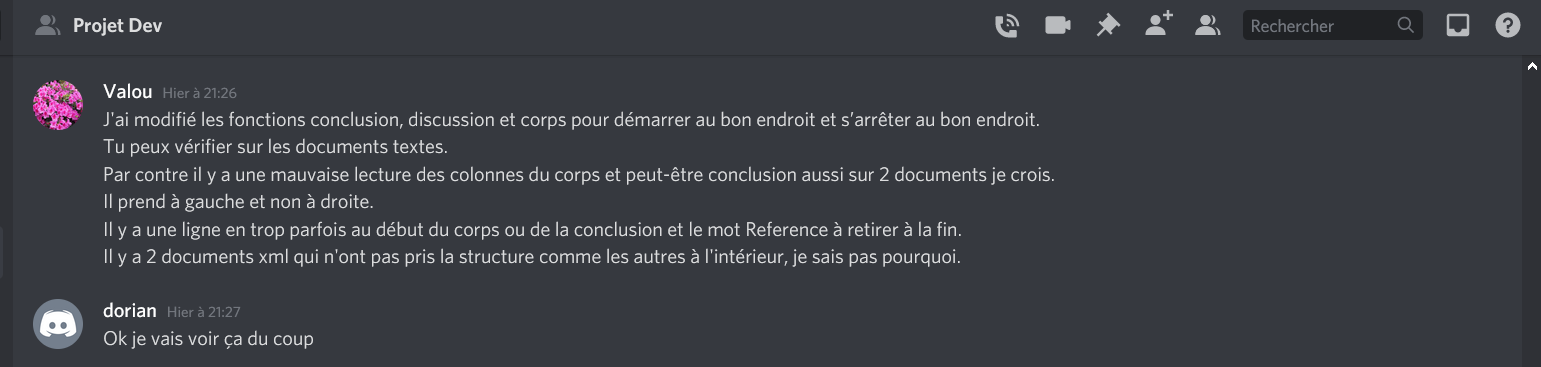 Projet Dev
Rechercher
Valou Hier à 21:26
J'ai modifié les fonctions conclusion, discussion et corps pour démarrer au bon endroit et s’arrêter au bon endroit.
Tu peux vérifier sur les documents textes.
Par contre il y a une mauvaise lecture des colonnes du corps et peut-être conclusion aussi sur 2 documents je crois.
Il prend à gauche et non à droite.
Il y a une ligne en trop parfois au début du corps ou de la conclusion et le mot Reference à retirer à la fin.
Il y a 2 documents xml qui n'ont pas pris la structure comme les autres à l'intérieur, je sais pas pourquoi.
dorian Hier à 21:27
Ok je vais voir ça du coup